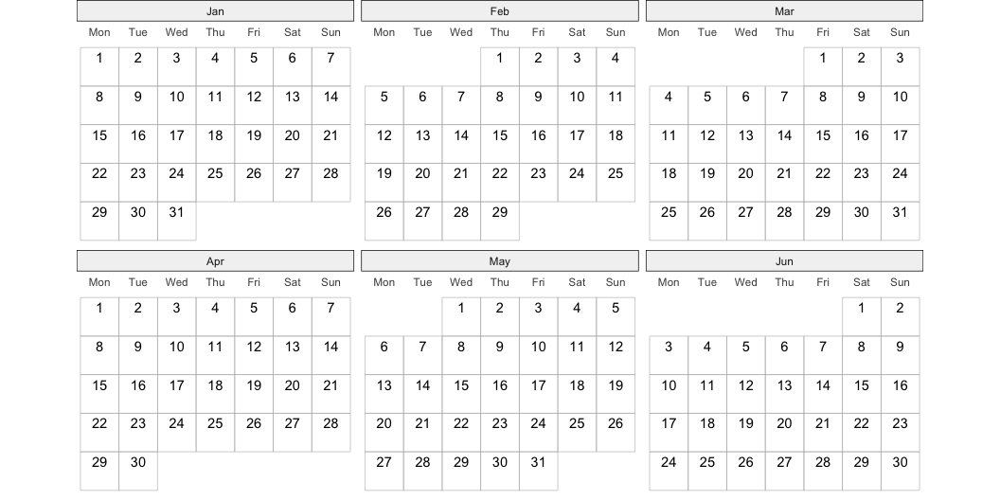 Jan Feb Mar
Mon Tue Wed Thu Fri Sat Sun Mon Tue Wed Thu Fri Sat Sun Mon Tue Wed Thu Fri Sat Sun
1 2 3 4 5 6 7 1 2 3 4 1 2 3
8 9 10 11 12 13 14 5 6 7 8 9 10 11 4 5 6 7 8 9 10
15 16 17 18 19 20 21 12 13 14 15 16 17 18 11 12 13 14 15 16 17
22 23 24 25 26 27 28 19 20 21 22 23 24 25 18 19 20 21 22 23 24
29 30 31 26 27 28 29 25 26 27 28 29 30 31
Apr May Jun
Mon Tue Wed Thu Fri Sat Sun Mon Tue Wed Thu Fri Sat Sun Mon Tue Wed Thu Fri Sat Sun
1 2 3 4 5 6 7 1 2 3 4 5 1 2
8 9 10 11 12 13 14 6 7 8 9 10 11 12 3 4 5 6 7 8 9
15 16 17 18 19 20 21 13 14 15 16 17 18 19 10 11 12 13 14 15 16
22 23 24 25 26 27 28 20 21 22 23 24 25 26 17 18 19 20 21 22 23
29 30 27 28 29 30 31 24 25 26 27 28 29 30